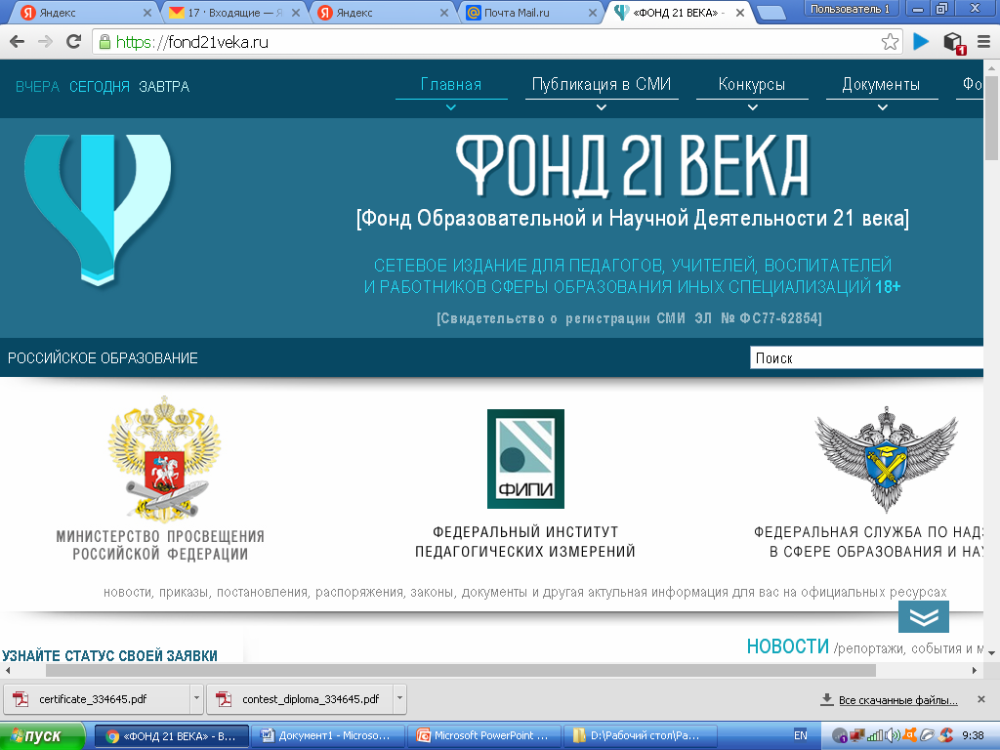 Яндекс
17 · Входящие — Я
Яндекс
Почта Mail.ru
«ФОНД 21 ВЕКА» -
Пользователь 1
https://fond21veka.ru
1
ВЧЕРА СЕГОДНЯ ЗАВТРА
Главная
Публикация в СМИ
Конкурсы
Документы
Фо
ФОНД 21 ВЕКА
[Фонд Образовательной и Научной Деятельности 21 века]
СЕТЕВОЕ ИЗДАНИЕ ДЛЯ ПЕДАГОГОВ, УЧИТЕЛЕЙ, ВОСПИТАТЕЛЕЙ
И РАБОТНИКОВ СФЕРЫ ОБРАЗОВАНИЯ ИНЫХ СПЕЦИАЛИЗАЦИЙ 18+
[Свидетельство о регистрации СМИ ЭЛ № ФС77-62854]
РОССИЙСКОЕ ОБРАЗОВАНИЕ
Поиск
МИНИСТЕРСТВО ПРОСВЕЩЕНИЯ
РОССИЙСКОЙ ФЕДЕРАЦИИ
ФИПИ
ФЕДЕРАЛЬНЫЙ ИНСТИТУТ
ПЕДАГОГИЧЕСКИХ ИЗМЕРЕНИЙ
ФЕДЕРАЛЬНАЯ СЛУЖБА ПО НАДЗ
В СФЕРЕ ОБРАЗОВАНИЯ И НАУ
новости, приказы, постановления, распоряжения, законы, документы и другая актульная информация для вас на официальных ресурсах
УЗНАЙТЕ СТАТУС СВОЕЙ ЗАЯВКИ
НОВОСТИ /репортажи, события и м
certificate_334645.pdf
contest_diploma_334645.pdf
Все скачанные файлы...
пуск
«ФОНД 21 ВЕКА» - В...
Документ1 - Microso...
Microsoft PowerPoint ...
D:\Рабочий стол\Ра...
EN
9:38